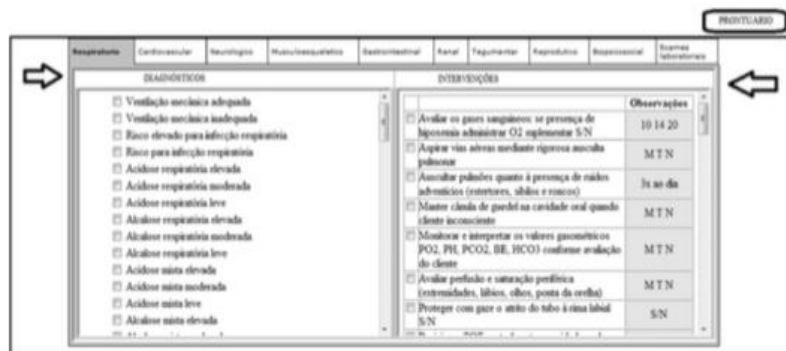 PRONTUARIO
Respiratorio Cardiovascular Neurologico Musculoesqueletico Gastrointestinal Renal Tegumentar Reprodutivo Biopsicosocial Exames laboratoriais
DIAGNÓSTICOS
Ventilação mecânica adequada
Ventilação mecânica inadequada
Risco elevado para infecção respiratória
Risco para infecção respiratória
Acidose respiratória elevada
Acidose respiratória moderada
Acidose respiratória leve
Alcalose respiratória elevada
Alcalose respiratória moderada
Alcalose respiratória leve
Acidose mista elevada
Acidose mista moderada
Acidose mista leve
Alcalose mista elevada
INTERVENÇÕES
Observações
Avaliar os gases sanguineos: se presença de
hipoxemia administrar O2 suplementar S/N
10 14 20
Aspirar vias aéreas mediante rigorosa ausculta
pulmonar
M T N
Auscultar pulmões quanto à presença de ruídos
adventícios (estertores, sibilos e roncos)
3x ao dia
Manter cânula de guedel na cavidade oral quando
cliente inconsciente
M T N
Monitorar e interpretar os valores gasométricos
PO2, PH, PCO2, BE, HCO3 conforme avaliação
do cliente
M T N
Avaliar perfusão e saturação periférica
(extremidades, lábios, olhos, ponta da orelha)
M T N
Proteger com gaze o atrito do tubo à rima labial
S/N
S/N